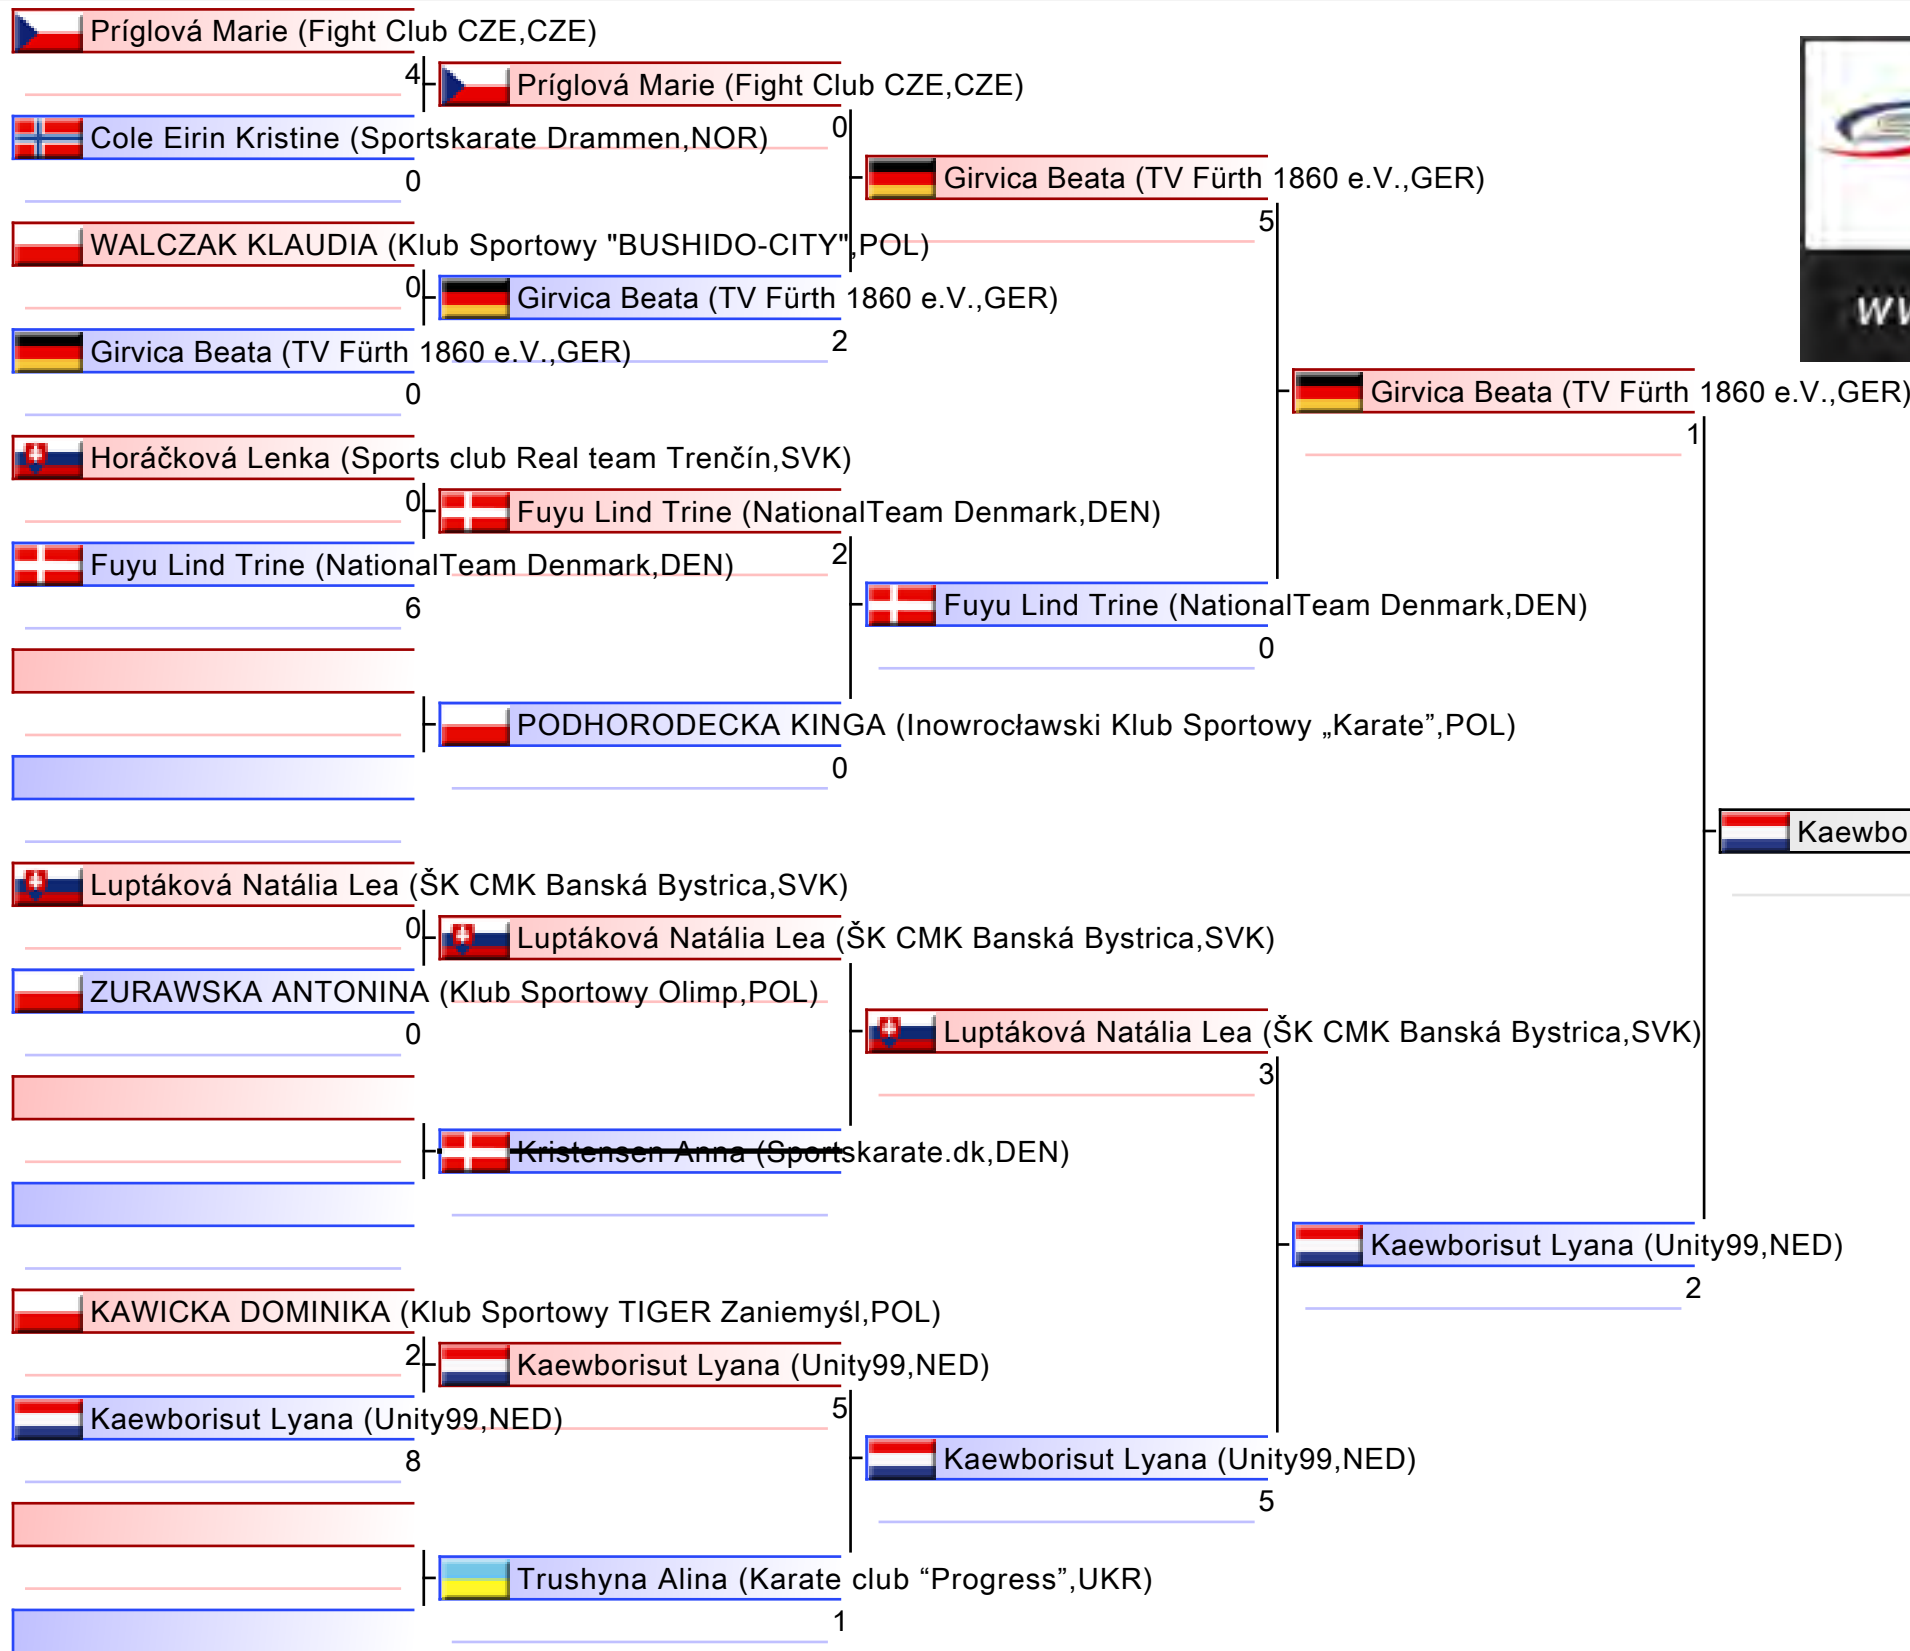 Príglová Marie (Fight Club CZE,CZE)
4
Príglová Marie (Fight Club CZE,CZE)
0
Cole Eirin Kristine (Sportskarate Drammen,NOR)
0
Girvica Beata (TV Fürth 1860 e.V.,GER)
5
WALCZAK KLAUDIA (Klub Sportowy "BUSHIDO-CITY",POL)
0
Girvica Beata (TV Fürth 1860 e.V.,GER)
2
Girvica Beata (TV Fürth 1860 e.V.,GER)
0
Girvica Beata (TV Fürth 1860 e.V.,GER)
1
Horáčková Lenka (Sports club Real team Trenčín,SVK)
0
Fuyu Lind Trine (NationalTeam Denmark,DEN)
2
Fuyu Lind Trine (NationalTeam Denmark,DEN)
6
Fuyu Lind Trine (NationalTeam Denmark,DEN)
0
PODHORODECKA KINGA (Inowrocławski Klub Sportowy „Karate”,POL)
0
Kaewbo
Luptáková Natália Lea (ŠK CMK Banská Bystrica,SVK)
0
Luptáková Natália Lea (ŠK CMK Banská Bystrica,SVK)
ZURAWSKA ANTONINA (Klub Sportowy Olimp,POL)
0
Luptáková Natália Lea (ŠK CMK Banská Bystrica,SVK)
3
Kristensen Anna (Sportskarate.dk,DEN)
Kaewborisut Lyana (Unity99,NED)
2
KAWICKA DOMINIKA (Klub Sportowy TIGER Zaniemyśl,POL)
2
Kaewborisut Lyana (Unity99,NED)
5
Kaewborisut Lyana (Unity99,NED)
8
Kaewborisut Lyana (Unity99,NED)
5
Trushyna Alina (Karate club “Progress”,UKR)
1